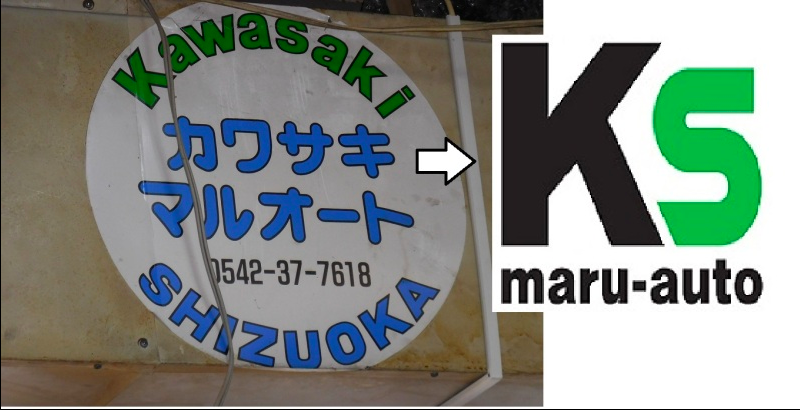 Kawasaki
カワサキ
マルオート
0542-37-7618
SHIZUOKA
KS
maru-auto